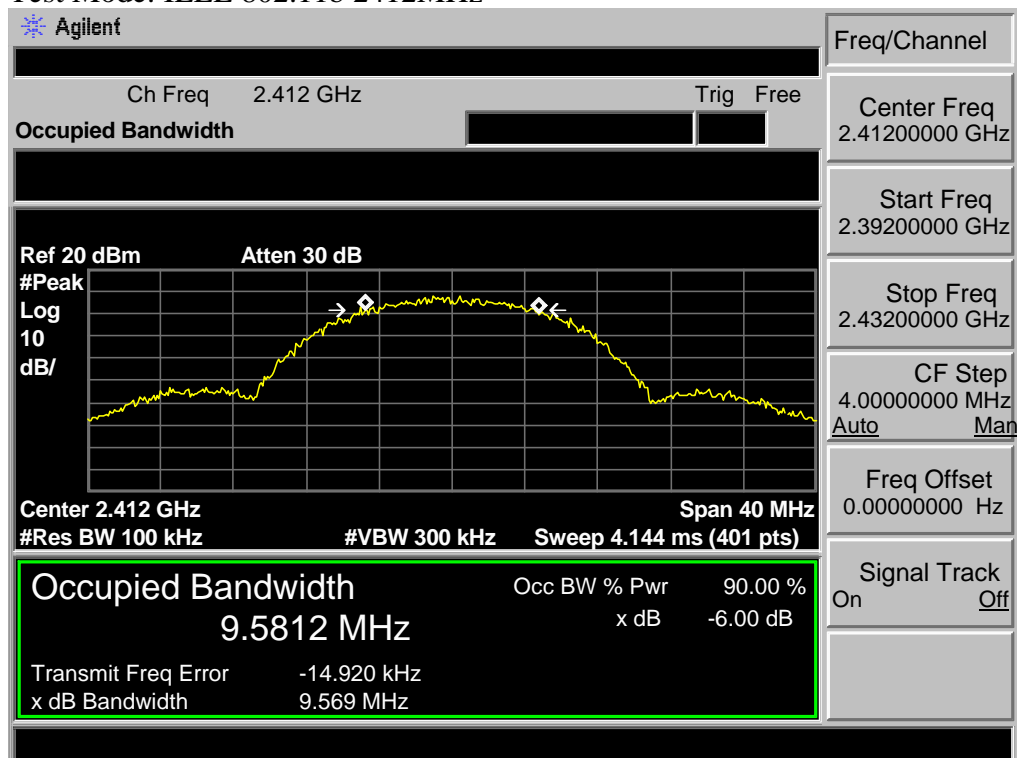 Test Mode: IEEE 802.11b 2412MHz
Agilent
Freq/Channel
Ch Freq 2.412 GHz Trig Free
Occupied Bandwidth
Center Freq
2.41200000 GHz
Start Freq
2.39200000 GHz
Stop Freq
2.43200000 GHz
CF Step
4.00000000 MHz
Auto Man
Freq Offset
0.00000000 Hz
Signal Track
On Off
Ref 20 dBm Atten 30 dB
#Peak
Log
10
dB/
Center 2.412 GHz Span 40 MHz
#Res BW 100 kHz #VBW 300 kHz Sweep 4.144 ms (401 pts)
Occupied Bandwidth Occ BW % Pwr 90.00 %
9.5812 MHz x dB -6.00 dB
Transmit Freq Error -14.920 kHz
x dB Bandwidth 9.569 MHz